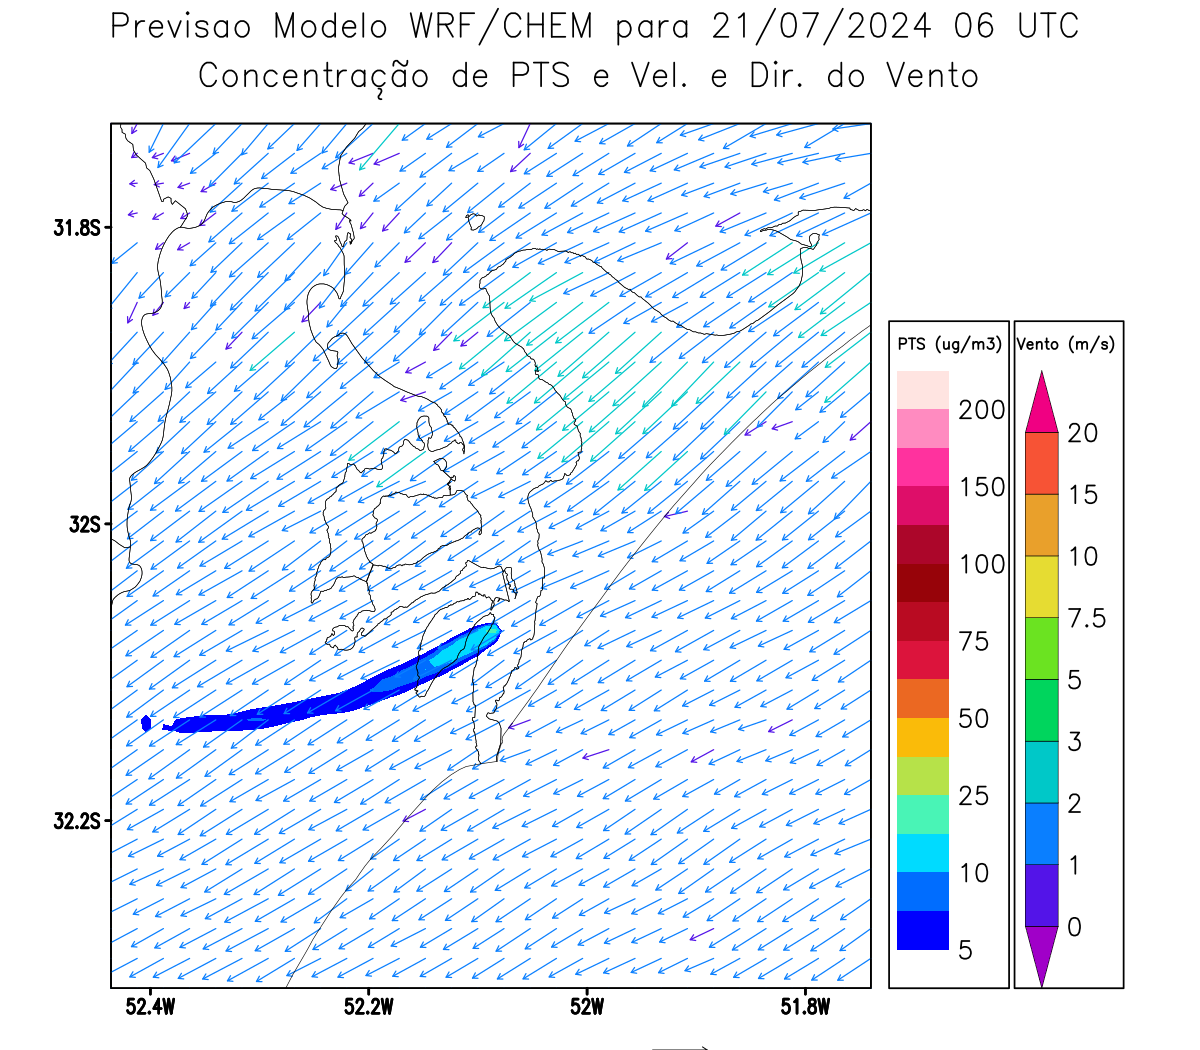 Previsao Modelo WRF/CHEM para 21/07/2024 06 UTC
Concentração de PTS e Vel. e Dir. do Vento
31.8S
32S
32.2S
52.4W
52.2W
52W
51.8W
PTS (ug/m3)
200
150
100
75
50
25
10
5
Vento (m/s)
20
15
10
7.5
5
3
2
1
0